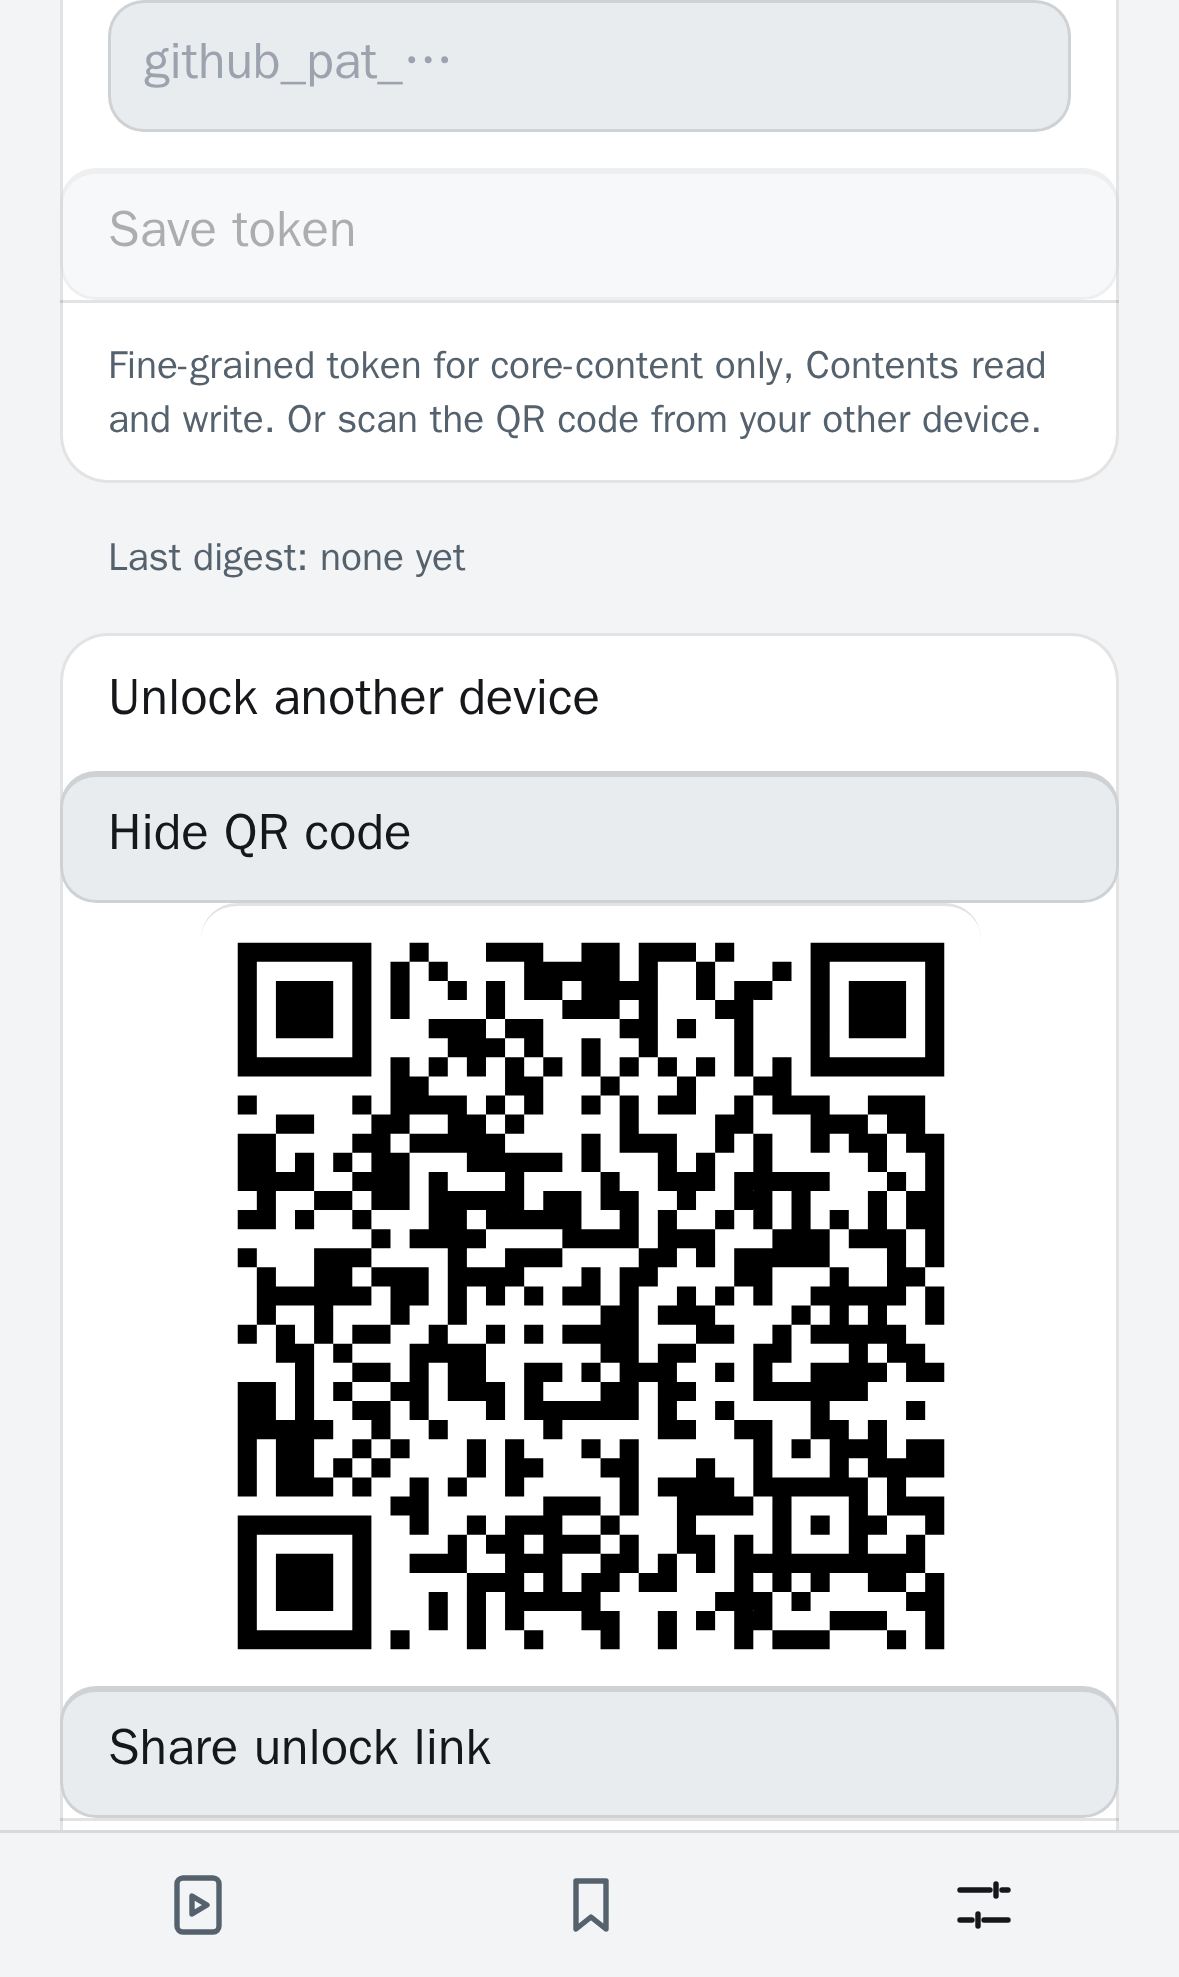 github_pat_···
Save token
Fine-grained token for core-content only, Contents read
and write. Or scan the QR code from your other device.
Last digest: none yet
Unlock another device
Hide QR code
Share unlock link